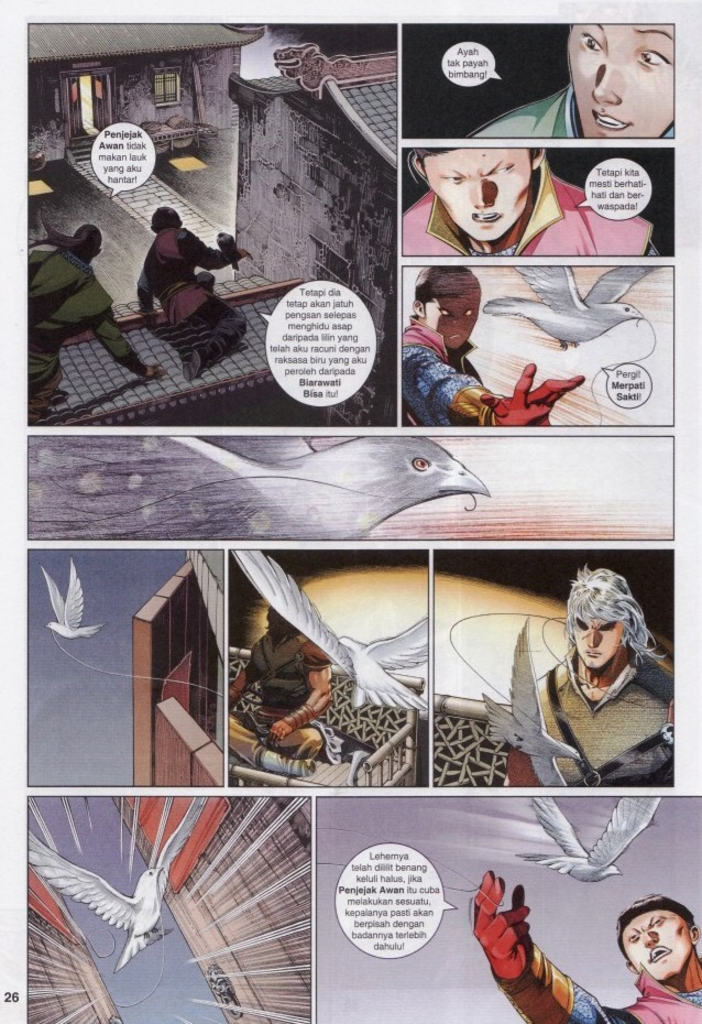 Penjejak
Awan tidak
makan lauk
yang aku
hantar!
Tetapi dia
tetap akan jatuh
pengsan selepas
menghidu asap
daripada lilin yang
telah aku racuni dengan
raksasa biru yang aku
peroleh daripada
Biarawati
Bisa itu!
Ayah
tak payah
bimbang!
Tetapi kita
mesti berhati-
hati dan ber-
waspada!
Pergi!
Merpati
Sakti!
Lehernya
telah dililit benang
keluli halus, jika
Penjejak Awan itu cuba
melakukan sesuatu,
kepalanya pasti akan
berpisah dengan
badannya terlebih
dahulu!
26